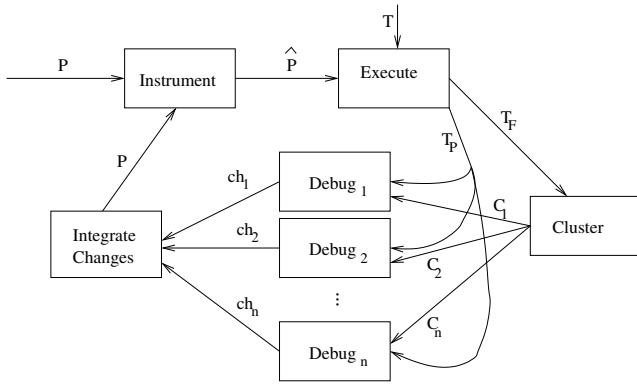 T
P
Instrument
P̂
Execute
T_F
T_P
P
ch_1
Debug_1
C_1
Integrate
Changes
ch_2
Debug_2
C_2
Cluster
...
ch_n
C_n
Debug_n